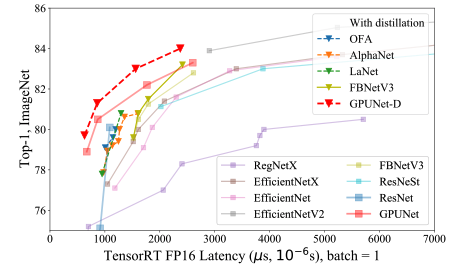 86
84
82
80
78
76
Top-1, ImageNet
With distillation
OFA
AlphaNet
LaNet
FBNetV3
GPUNet-D
RegNetX
EfficientNetX
EfficientNet
EfficientNetV2
FBNetV3
ResNeSt
ResNet
GPUNet
0 1000 2000 3000 4000 5000 6000 7000
TensorRT FP16 Latency (μs, 10⁻⁶s), batch = 1